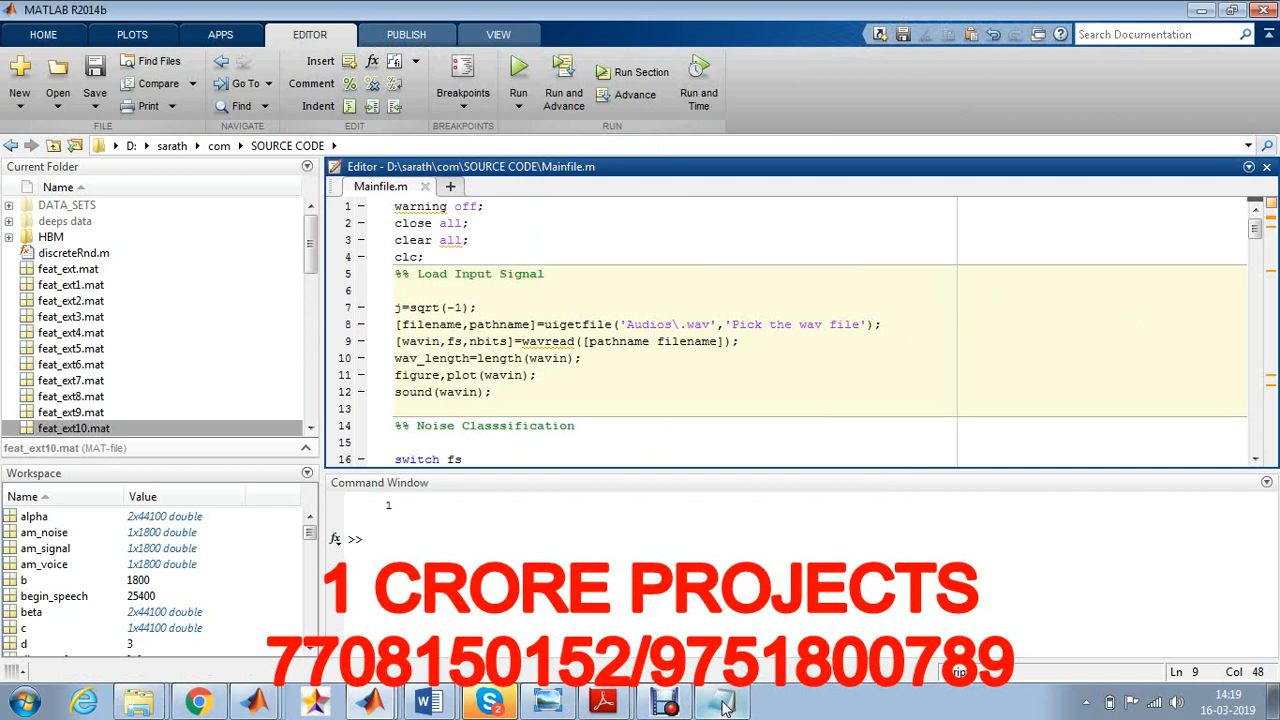 MATLAB R2014b
HOME PLOTS APPS EDITOR PUBLISH VIEW Search Documentation
New Open Save Find Files Compare Print
FILE
Go To Find
NAVIGATE
Insert fx Comment Indent
EDIT
Breakpoints
BREAKPOINTS
Run Run and Advance Run Section Advance Run and Time
RUN
D: sarath com SOURCE CODE
Current Folder
Name
DATA_SETS
deeps data
HBM
discreteRnd.m
feat_ext.mat
feat_ext1.mat
feat_ext2.mat
feat_ext3.mat
feat_ext4.mat
feat_ext5.mat
feat_ext6.mat
feat_ext7.mat
feat_ext8.mat
feat_ext9.mat
feat_ext10.mat
feat_ext10.mat (MAT-file)
Workspace
Name Value
alpha 2x44100 double
am_noise 1x1800 double
am_signal 1x1800 double
am_voice 1x1800 double
b 1800
begin_speech 25400
beta 2x44100 double
c 1x44100 double
d 3
Editor - D:\sarath\com\SOURCE CODE\Mainfile.m
Mainfile.m
1 warning off;
2 close all;
3 clear all;
4 clc;
5 %% Load Input Signal
6
7 j=sqrt(-1);
8 [filename,pathname]=uigetfile('Audios\.wav','Pick the wav file');
9 [wavin,fs,nbits]=wavread([pathname filename]);
10 wav_length=length(wavin);
11 figure,plot(wavin);
12 sound(wavin);
13
14 %% Noise Classsification
15
16 switch fs
Command Window
1
fx >>
1 CRORE PROJECTS
7708150152/9751800789
Ln 9 Col 48
14:19
16-03-2019